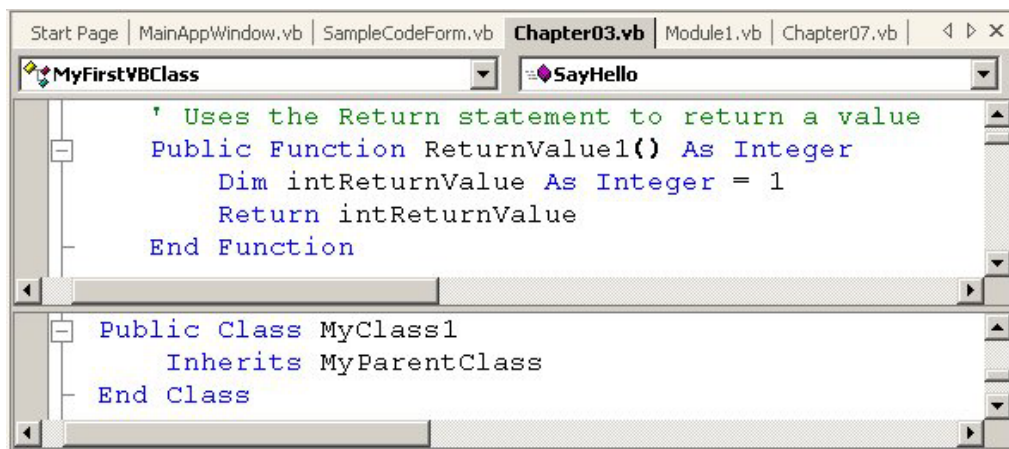 Start Page | MainAppWindow.vb | SampleCodeForm.vb Chapter03.vb | Module1.vb | Chapter07.vb |
MyFirstVBClass SayHello
' Uses the Return statement to return a value
Public Function ReturnValue1() As Integer
Dim intReturnValue As Integer = 1
Return intReturnValue
End Function
Public Class MyClass1
Inherits MyParentClass
End Class